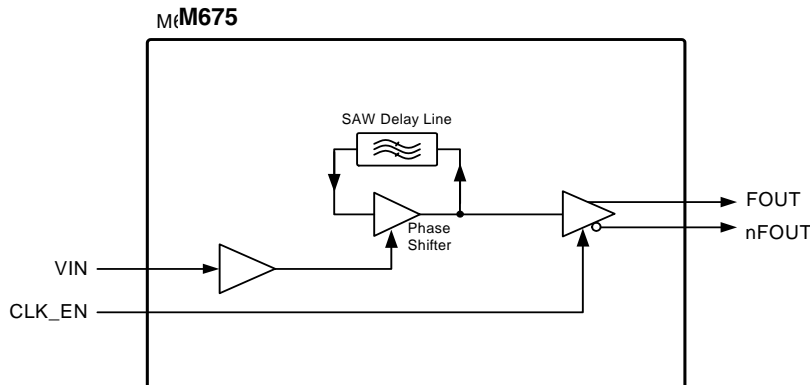 M675
SAW Delay Line
Phase
Shifter
FOUT
nFOUT
VIN
CLK_EN